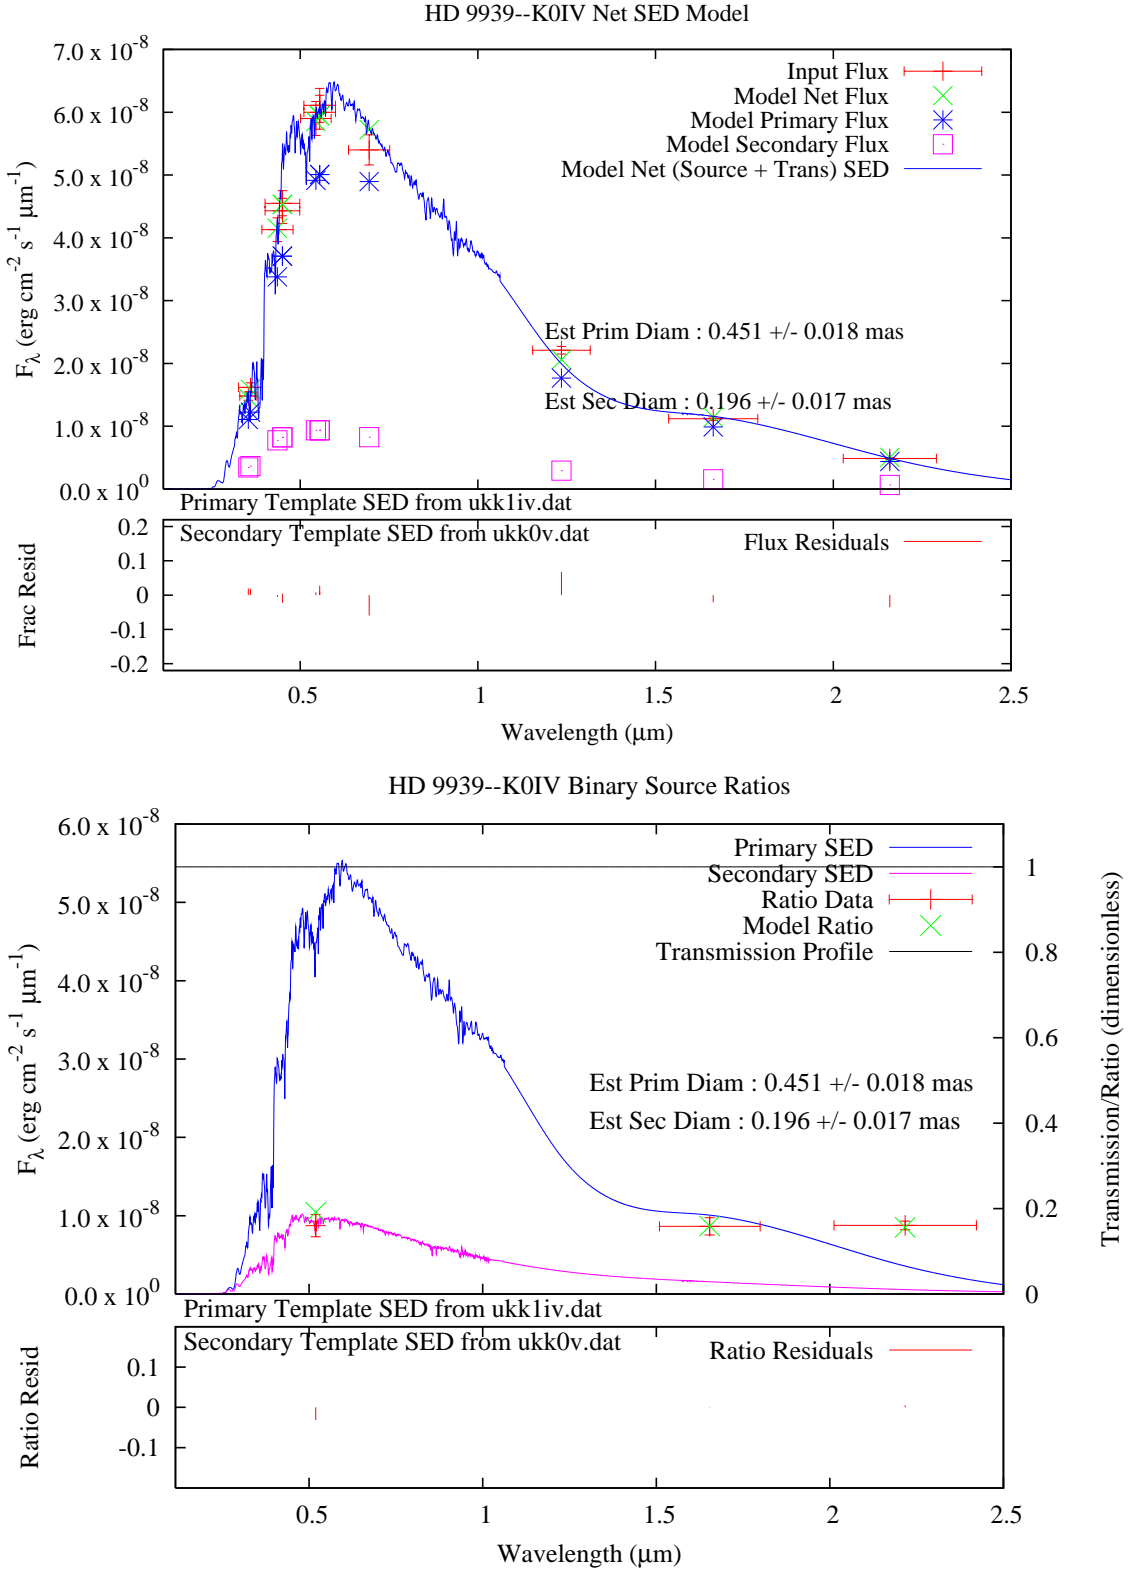 HD 9939--K0IV Net SED Model
7.0 x 10-8
6.0 x 10-8
5.0 x 10-8
4.0 x 10-8
3.0 x 10-8
2.0 x 10-8
1.0 x 10-8
0.0 x 100
Fλ (erg cm-2 s-1 μm-1)
Input Flux
Model Net Flux
Model Primary Flux
Model Secondary Flux
Model Net (Source + Trans) SED
Est Prim Diam : 0.451 +/- 0.018 mas
Est Sec Diam : 0.196 +/- 0.017 mas
Primary Template SED from ukk1iv.dat
Secondary Template SED from ukk0v.dat
Flux Residuals
0.2
0.1
0
-0.1
-0.2
Frac Resid
0.5
1
1.5
2
2.5
Wavelength (μm)
HD 9939--K0IV Binary Source Ratios
6.0 x 10-8
5.0 x 10-8
4.0 x 10-8
3.0 x 10-8
2.0 x 10-8
1.0 x 10-8
0.0 x 100
Fλ (erg cm-2 s-1 μm-1)
Primary SED
Secondary SED
Ratio Data
Model Ratio
Transmission Profile
Est Prim Diam : 0.451 +/- 0.018 mas
Est Sec Diam : 0.196 +/- 0.017 mas
1
0.8
0.6
0.4
0.2
0
Transmission/Ratio (dimensionless)
Primary Template SED from ukk1iv.dat
Secondary Template SED from ukk0v.dat
Ratio Residuals
0.1
0
-0.1
Ratio Resid
0.5
1
1.5
2
2.5
Wavelength (μm)